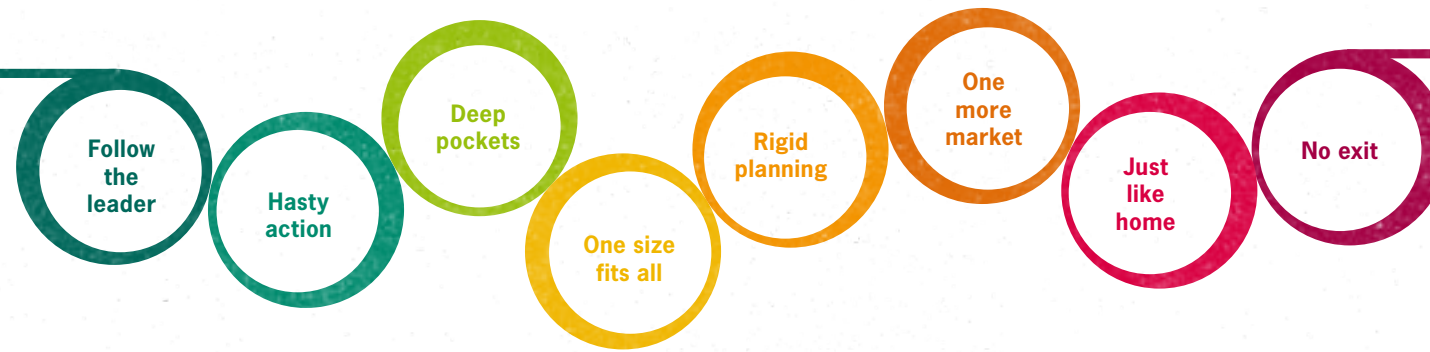 Follow
the
leader
Hasty
action
Deep
pockets
One size
fits all
Rigid
planning
One
more
market
Just
like
home
No exit